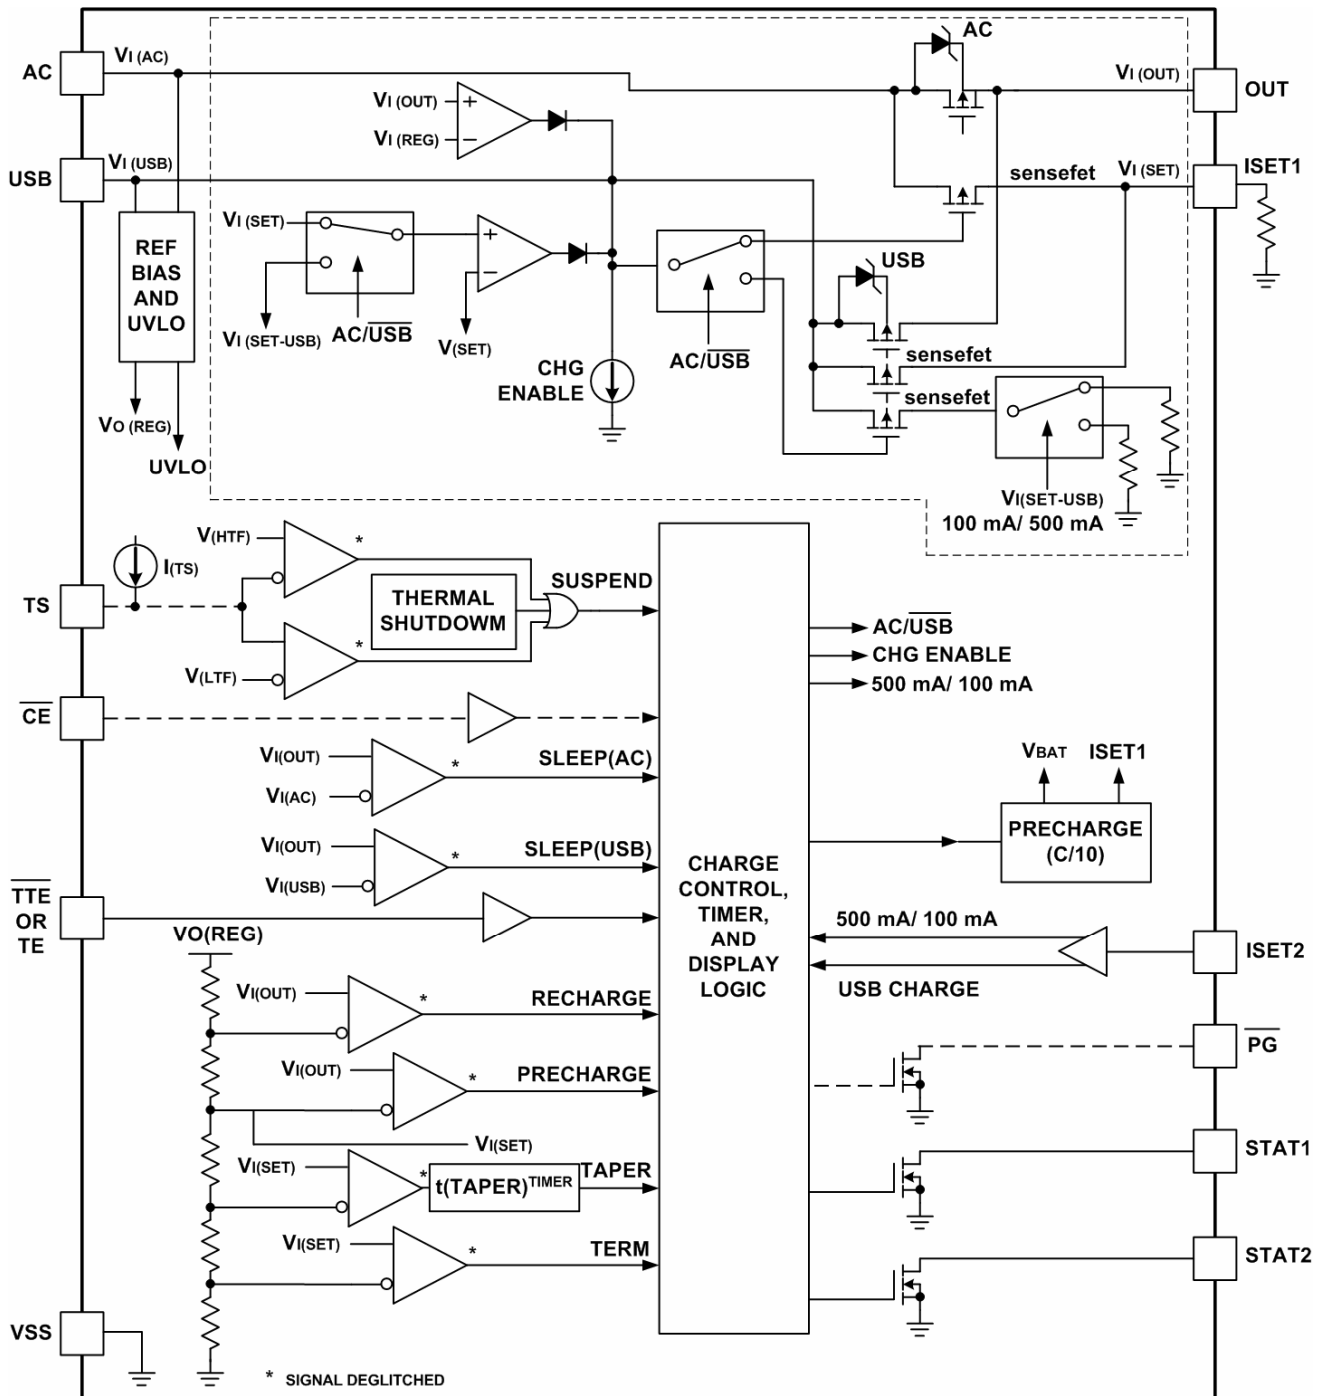 AC
VI (AC)
AC
VI (OUT)
OUT
VI (OUT)
VI (REG)
USB
VI (USB)
sensefet
VI (SET)
ISET1
REF
BIAS
AND
UVLO
VI (SET)
VI (SET-USB)
AC/USB
V(SET)
CHG
ENABLE
AC/USB
USB
sensefet
sensefet
VO (REG)
UVLO
VI(SET-USB)
100 mA/ 500 mA
V(HTF)
*
I(TS)
TS
THERMAL
SHUTDOWM
SUSPEND
V(LTF)
*
AC/USB
CHG ENABLE
500 mA/ 100 mA
CE
VI(OUT)
VI(AC)
*
SLEEP(AC)
VBAT
ISET1
PRECHARGE
(C/10)
VI(OUT)
VI(USB)
*
SLEEP(USB)
CHARGE
CONTROL,
TIMER,
AND
DISPLAY
LOGIC
TTE
OR
TE
500 mA/ 100 mA
USB CHARGE
ISET2
VO(REG)
VI(OUT)
*
RECHARGE
PG
VI(OUT)
*
PRECHARGE
VI(SET)
STAT1
VI(SET)
*
t(TAPER)TIMER
TAPER
VI(SET)
*
TERM
STAT2
VSS
* SIGNAL DEGLITCHED